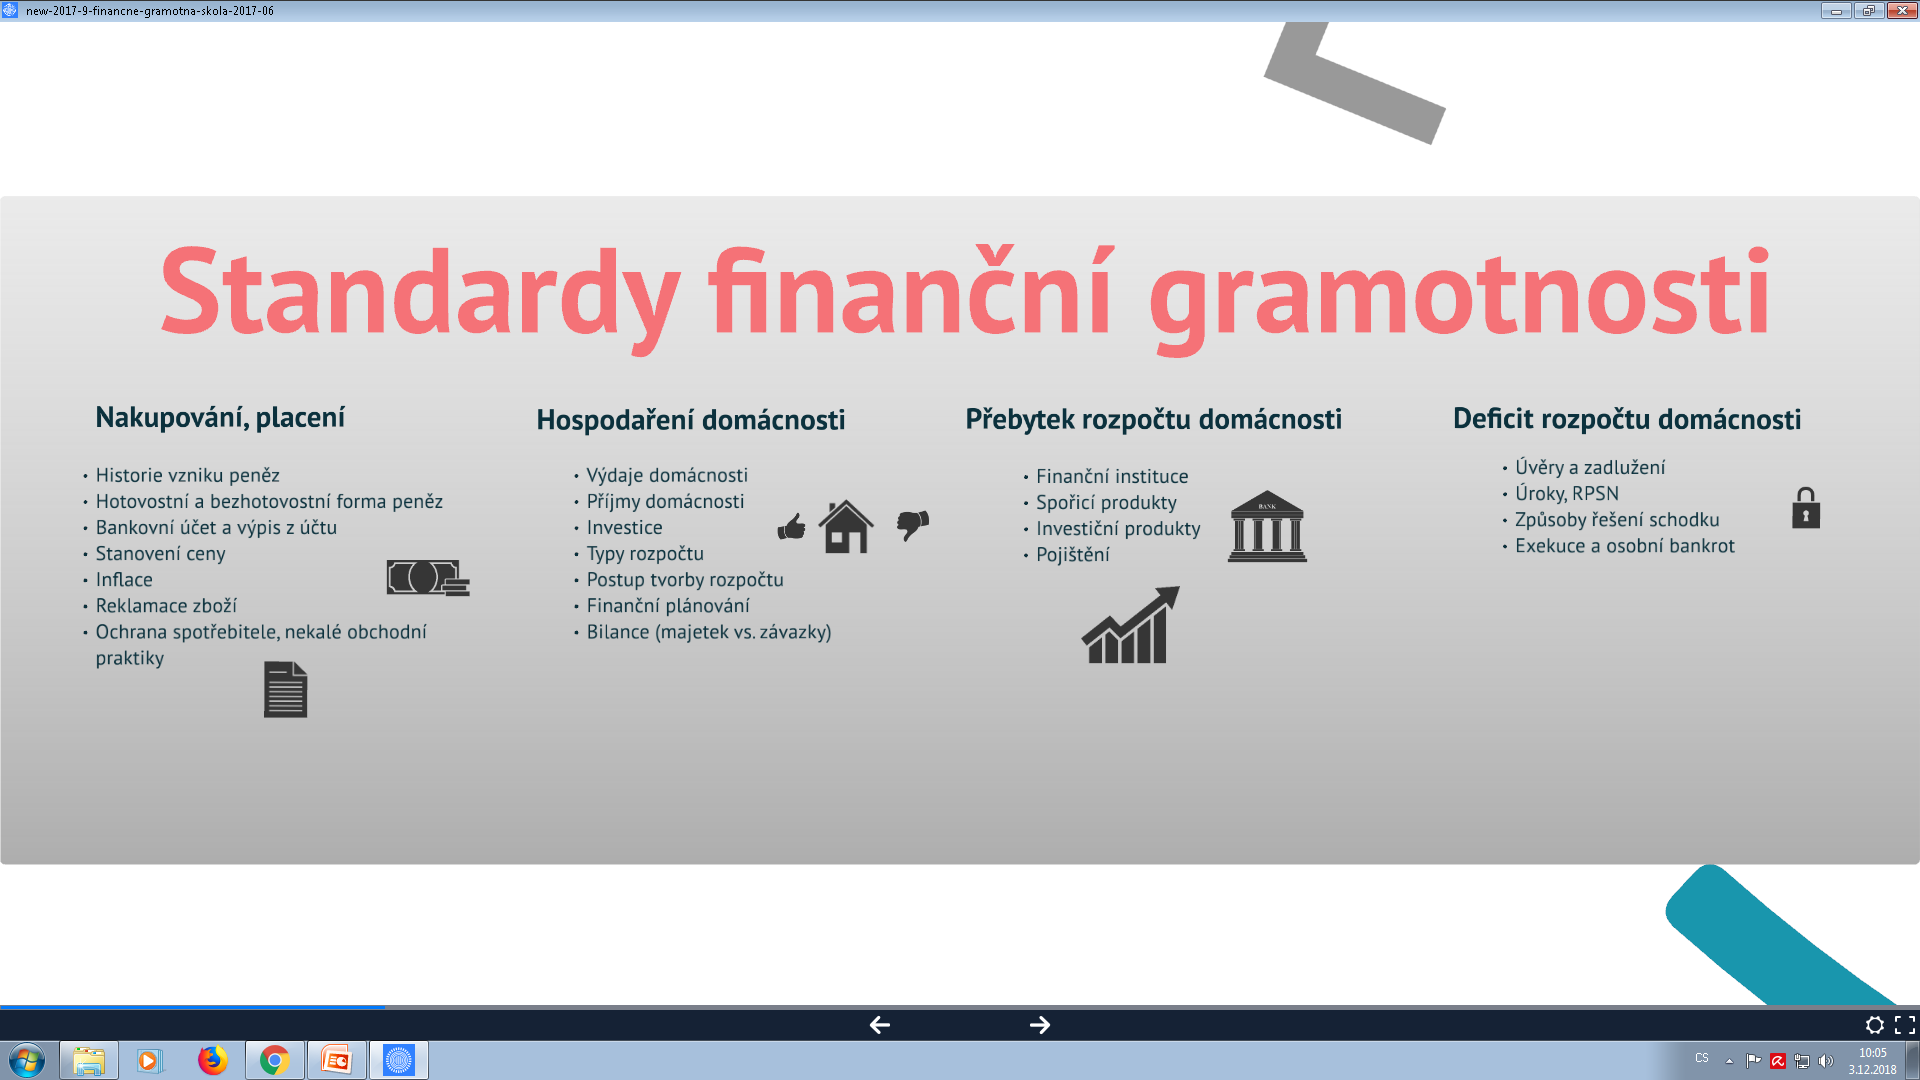 new-2017-9-financne-gramotna-skola-2017-06
Standardy finanční gramotnosti
Nakupování, placení
• Historie vzniku peněz
• Hotovostní a bezhotovostní forma peněz
• Bankovní účet a výpis z účtu
• Stanovení ceny
• Inflace
• Reklamace zboží
• Ochrana spotřebitele, nekalé obchodní
praktiky
Hospodaření domácnosti
• Výdaje domácnosti
• Příjmy domácnosti
• Investice
• Typy rozpočtu
• Postup tvorby rozpočtu
• Finanční plánování
• Bilance (majetek vs. závazky)
Přebytek rozpočtu domácnosti
• Finanční instituce
• Spořicí produkty
• Investiční produkty
• Pojištění
BANK
Deficit rozpočtu domácnosti
• Úvěry a zadlužení
• Úroky, RPSN
• Způsoby řešení schodku
• Exekuce a osobní bankrot
CS
10:05
3.12.2018